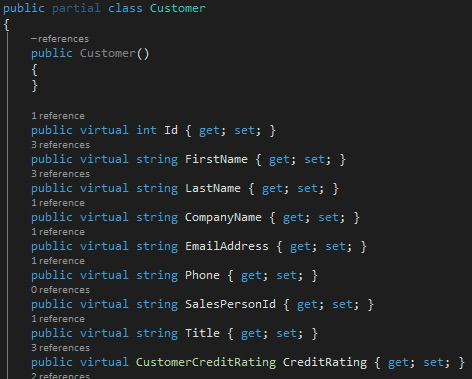 public partial class Customer
{
– references
public Customer()
{
}
1 reference
public virtual int Id { get; set; }
3 references
public virtual string FirstName { get; set; }
3 references
public virtual string LastName { get; set; }
1 reference
public virtual string CompanyName { get; set; }
1 reference
public virtual string EmailAddress { get; set; }
1 reference
public virtual string Phone { get; set; }
0 references
public virtual string SalesPersonId { get; set; }
1 reference
public virtual string Title { get; set; }
3 references
public virtual CustomerCreditRating CreditRating { get; set; }
2 references